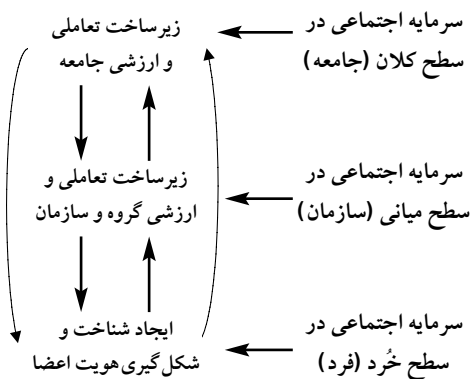 سرمایه اجتماعی در
سطح کلان (جامعه)
زیرساخت تعاملی
و ارزشی جامعه
سرمایه اجتماعی در
سطح میانی (سازمان)
زیرساخت تعاملی و
ارزشی گروه و سازمان
سرمایه اجتماعی در
سطح خُرد (فرد)
ایجاد شناخت و
شکل‌گیری هویت اعضا